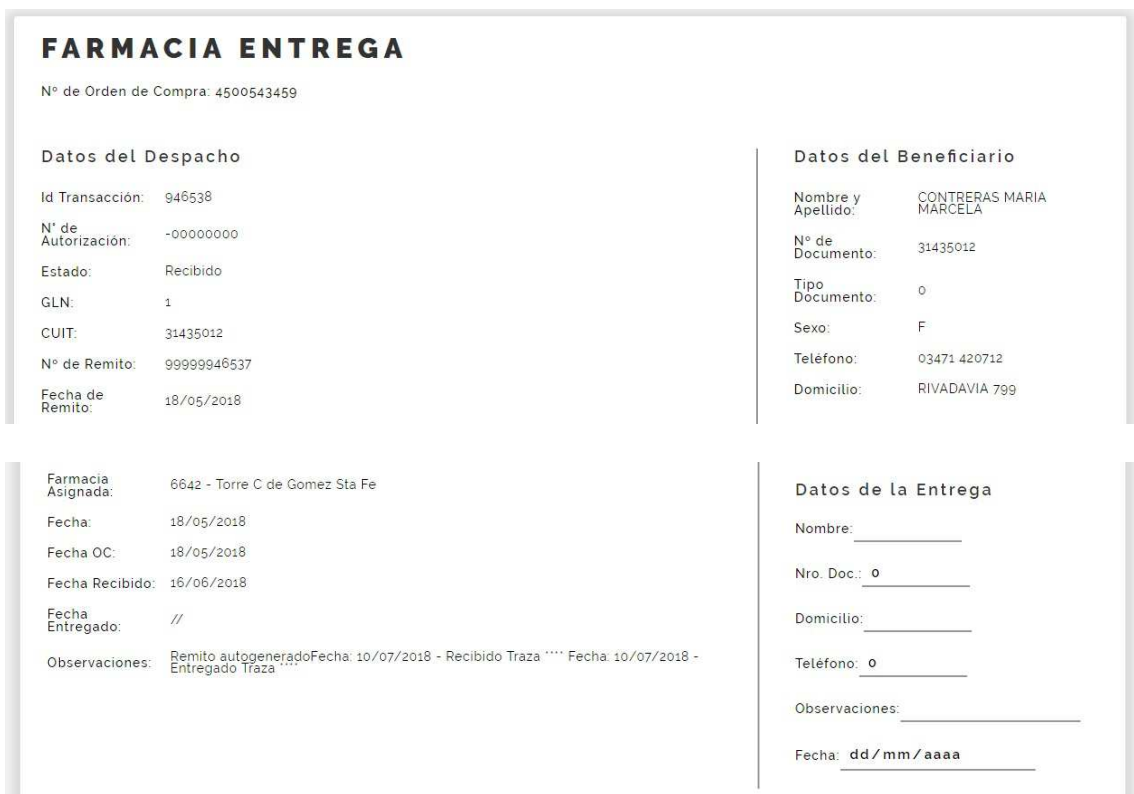 FARMACIA ENTREGA
Nº de Orden de Compra: 4500543459
Datos del Despacho
Id Transacción: 946538
N° de
Autorización: -00000000
Estado: Recibido
GLN: 1
CUIT: 31435012
Nº de Remito: 99999946537
Fecha de
Remito: 18/05/2018
Datos del Beneficiario
Nombre y
Apellido: CONTRERAS MARIA
MARCELA
Nº de
Documento: 31435012
Tipo
Documento: 0
Sexo: F
Teléfono: 03471 420712
Domicilio: RIVADAVIA 799
Farmacia
Asignada: 6642 - Torre C de Gomez Sta Fe
Fecha: 18/05/2018
Fecha OC: 18/05/2018
Fecha Recibido: 16/06/2018
Fecha
Entregado: //
Observaciones: Remito autogeneradoFecha: 10/07/2018 - Recibido Traza **** Fecha: 10/07/2018 -
Entregado Traza ****
Datos de la Entrega
Nombre:
Nro. Doc.: 0
Domicilio:
Teléfono: 0
Observaciones:
Fecha: dd/mm/aaaa